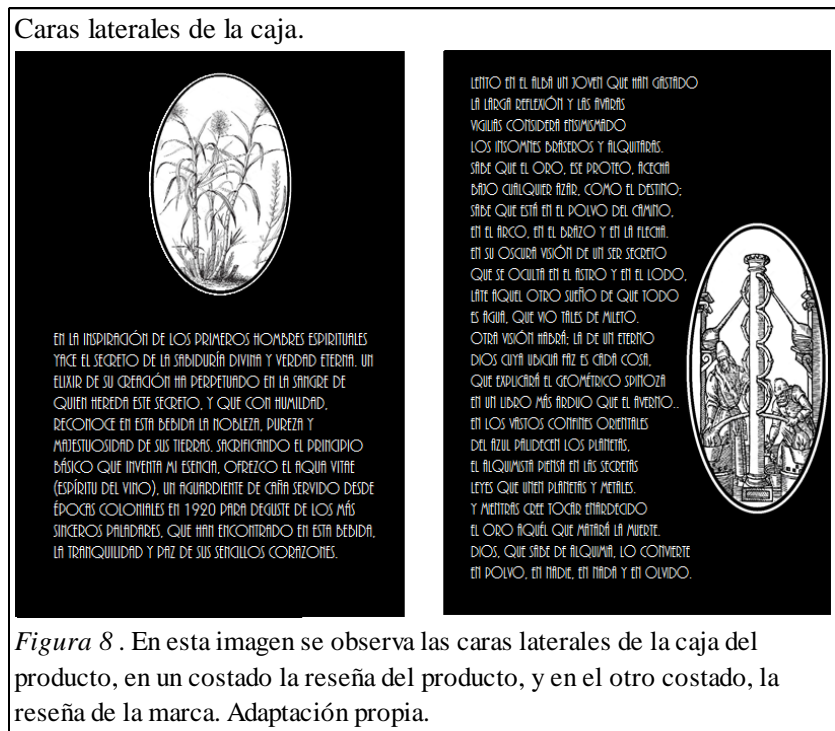 Caras laterales de la caja.
EN LA INSPIRACIÓN DE LOS PRIMEROS HOMBRES ESPIRITUALES
YACE EL SECRETO DE LA SABIDURÍA DIVINA Y VERDAD ETERNA. UN
ELIXIR DE SU CREACIÓN HA PERPETUADO EN LA SANGRE DE
QUIEN HEREDA ESTE SECRETO, Y QUE CON HUMILDAD,
RECONOCE EN ESTA BEBIDA LA NOBLEZA, PUREZA Y
MAJESTUOSIDAD DE SUS TIERRAS. SACRIFICANDO EL PRINCIPIO
BÁSICO QUE INVENTA MI ESENCIA, OFREZCO EL AQUA VITAE
(ESPÍRITU DEL VINO), UN AGUARDIENTE DE CAÑA SERVIDO DESDE
ÉPOCAS COLONIALES EN 1920 PARA DEGUSTE DE LOS MÁS
SINCEROS PALADARES, QUE HAN ENCONTRADO EN ESTA BEBIDA,
LA TRANQUILIDAD Y PAZ DE SUS SENCILLOS CORAZONES.
LENTO EN EL ALBA UN JOVEN QUE HAN GASTADO
LA LARGA REFLEXIÓN Y LAS AVARAS
VIGILIAS CONSIDERA ENSIMISMADO
LOS INSOMNES BRASEROS Y ALQUITARAS.
SABE QUE EL ORO, ESE PROTEO, ACECHA
BAJO CUALQUIER AZAR, COMO EL DESTINO;
SABE QUE ESTÁ EN EL POLVO DEL CAMINO,
EN EL ARCO, EN EL BRAZO Y EN LA FLECHA.
EN SU OSCURA VISIÓN DE UN SER SECRETO
QUE SE OCULTA EN EL ASTRO Y EN EL LODO,
LATE AQUEL OTRO SUEÑO DE QUE TODO
ES AGUA, QUE VIO TALES DE MILETO.
OTRA VISIÓN HABRÁ; LA DE UN ETERNO
DIOS CUYA UBICUA FAZ ES CADA COSA,
QUE EXPLICARÁ EL GEOMÉTRICO SPINOZA
EN UN LIBRO MÁS ARDUO QUE EL AVERNO..
EN LOS VASTOS CONFINES ORIENTALES
DEL AZUL PALIDECEN LOS PLANETAS,
EL ALQUIMISTA PIENSA EN LAS SECRETAS
LEYES QUE UNEN PLANETAS Y METALES.
Y MIENTRAS CREE TOCAR ENARDECIDO
EL ORO AQUÉL QUE MATARÁ LA MUERTE.
DIOS, QUE SABE DE ALQUIMIA, LO CONVIERTE
EN POLVO, EN NADIE, EN NADA Y EN OLVIDO.
Figura 8 . En esta imagen se observa las caras laterales de la caja del
producto, en un costado la reseña del producto, y en el otro costado, la
reseña de la marca. Adaptación propia.